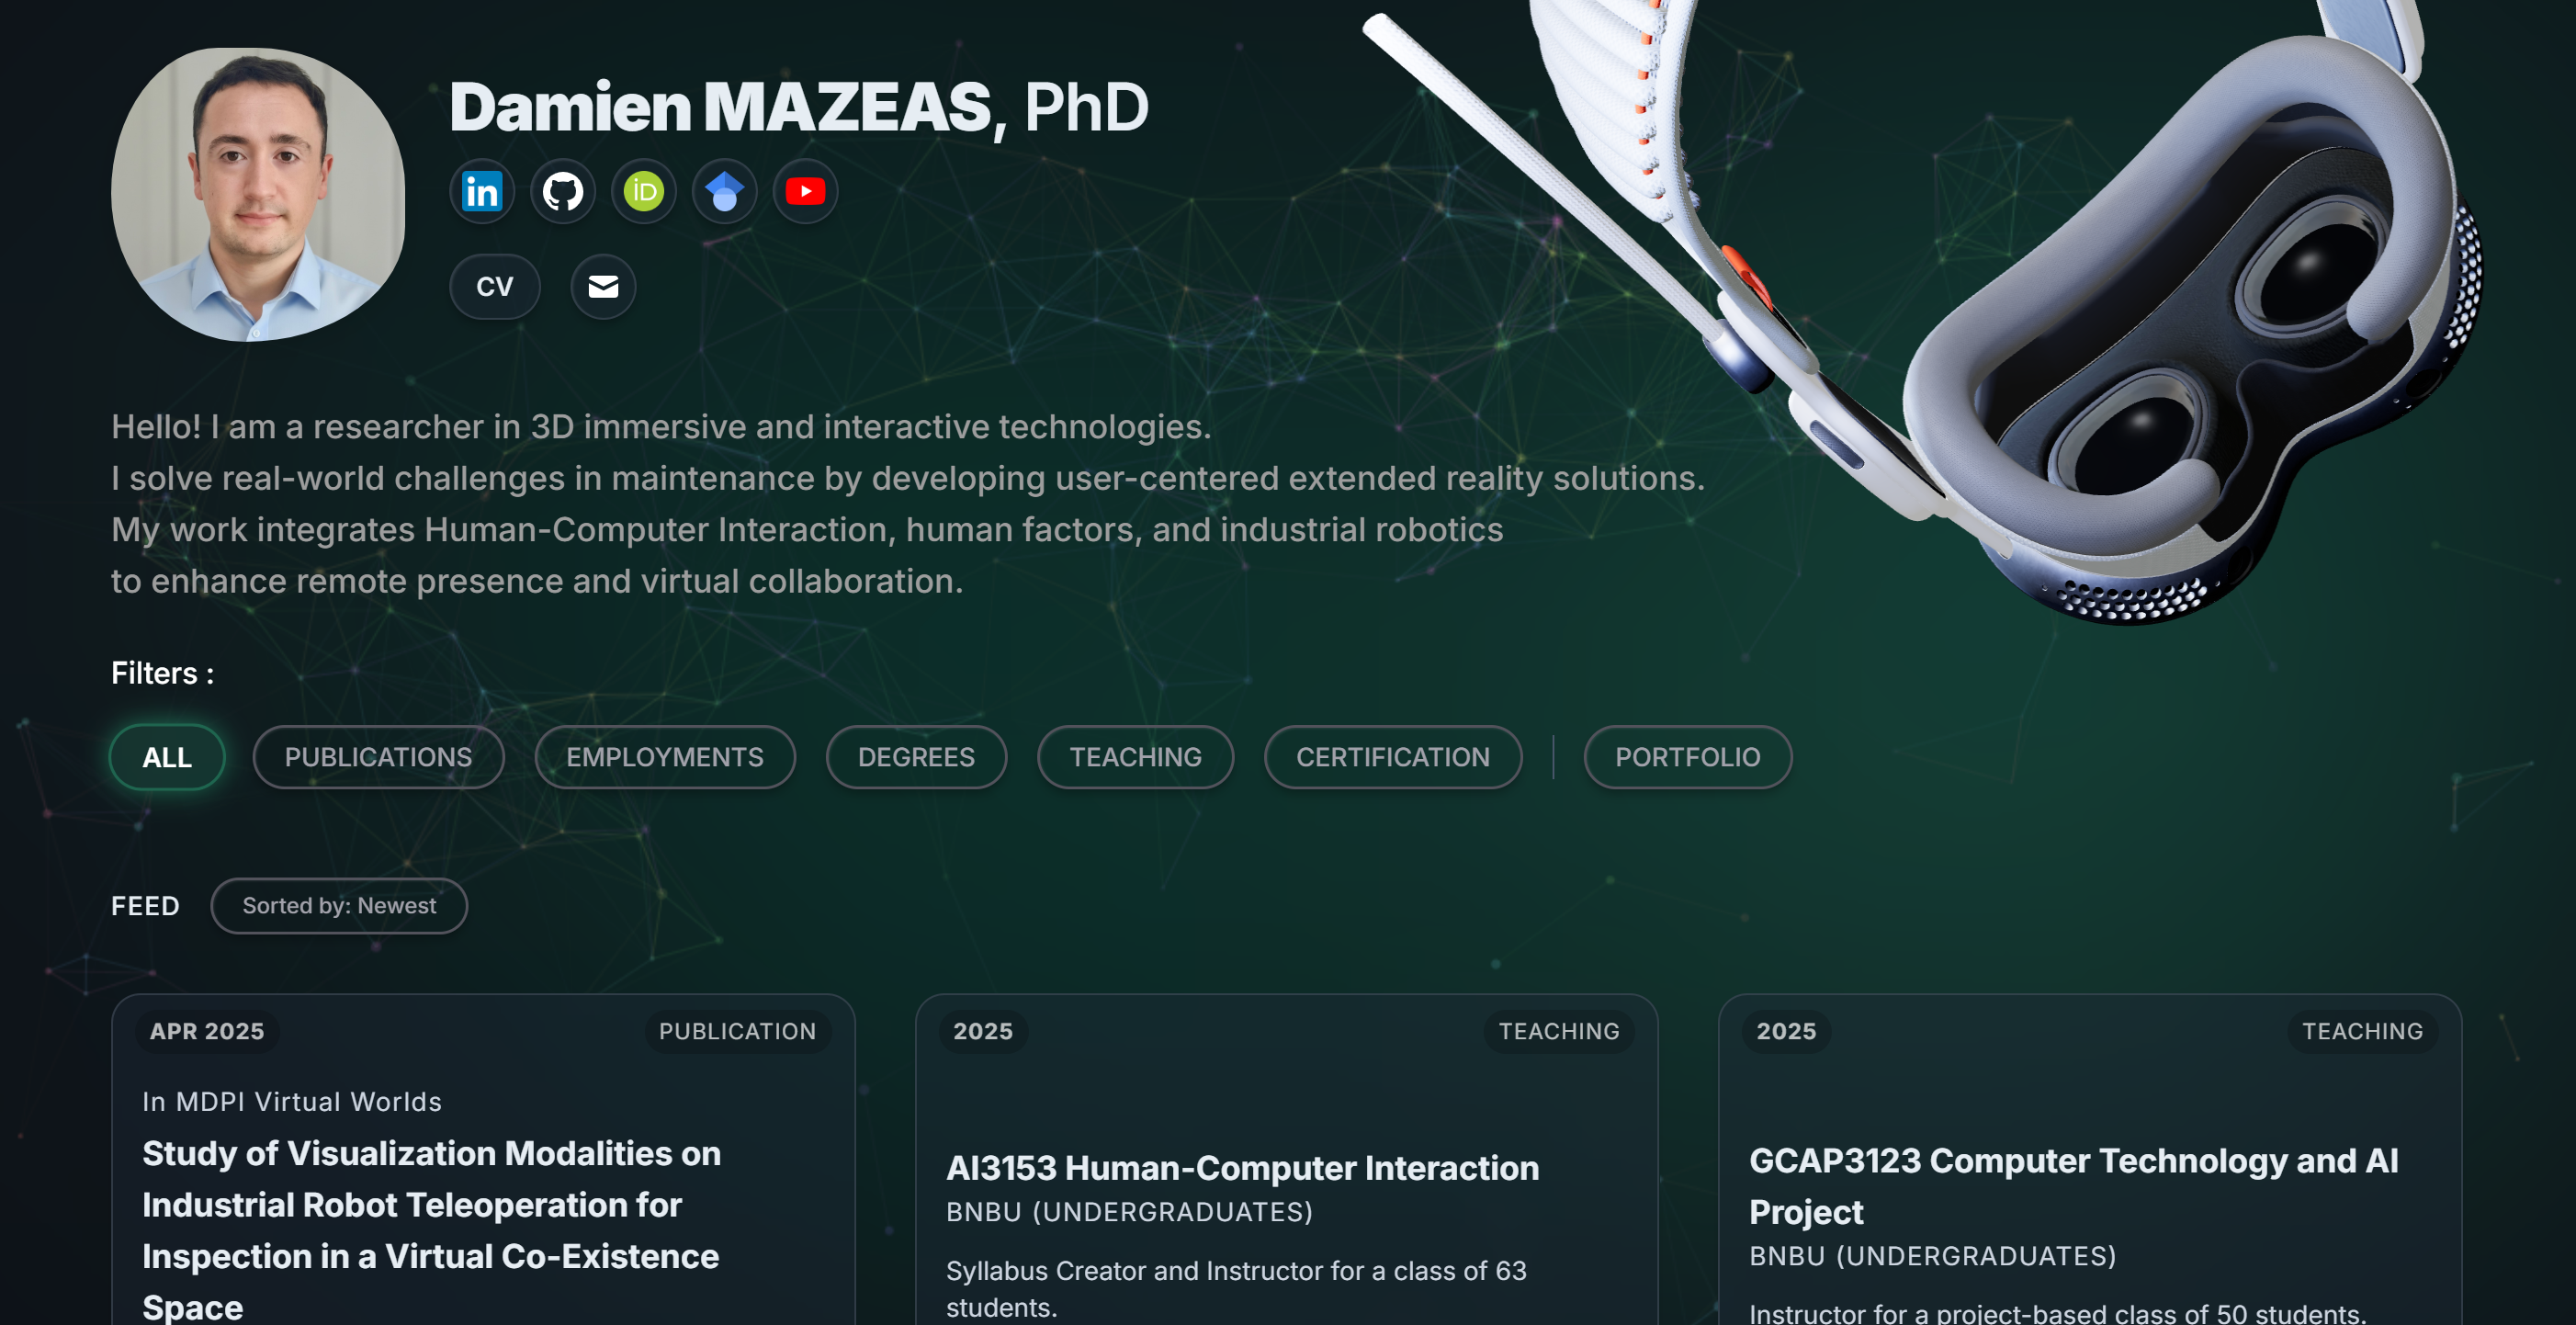 Damien MAZEAS, PhD
in
iD
CV
Hello! I am a researcher in 3D immersive and interactive technologies.
I solve real-world challenges in maintenance by developing user-centered extended reality solutions.
My work integrates Human-Computer Interaction, human factors, and industrial robotics
to enhance remote presence and virtual collaboration.
Filters :
ALL
PUBLICATIONS
EMPLOYMENTS
DEGREES
TEACHING
CERTIFICATION
PORTFOLIO
FEED
Sorted by: Newest
APR 2025
PUBLICATION
In MDPI Virtual Worlds
Study of Visualization Modalities on
Industrial Robot Teleoperation for
Inspection in a Virtual Co-Existence
Space
2025
TEACHING
AI3153 Human-Computer Interaction
BNBU (UNDERGRADUATES)
Syllabus Creator and Instructor for a class of 63
students.
2025
TEACHING
GCAP3123 Computer Technology and AI
Project
BNBU (UNDERGRADUATES)
Instructor for a project-based class of 50 students.